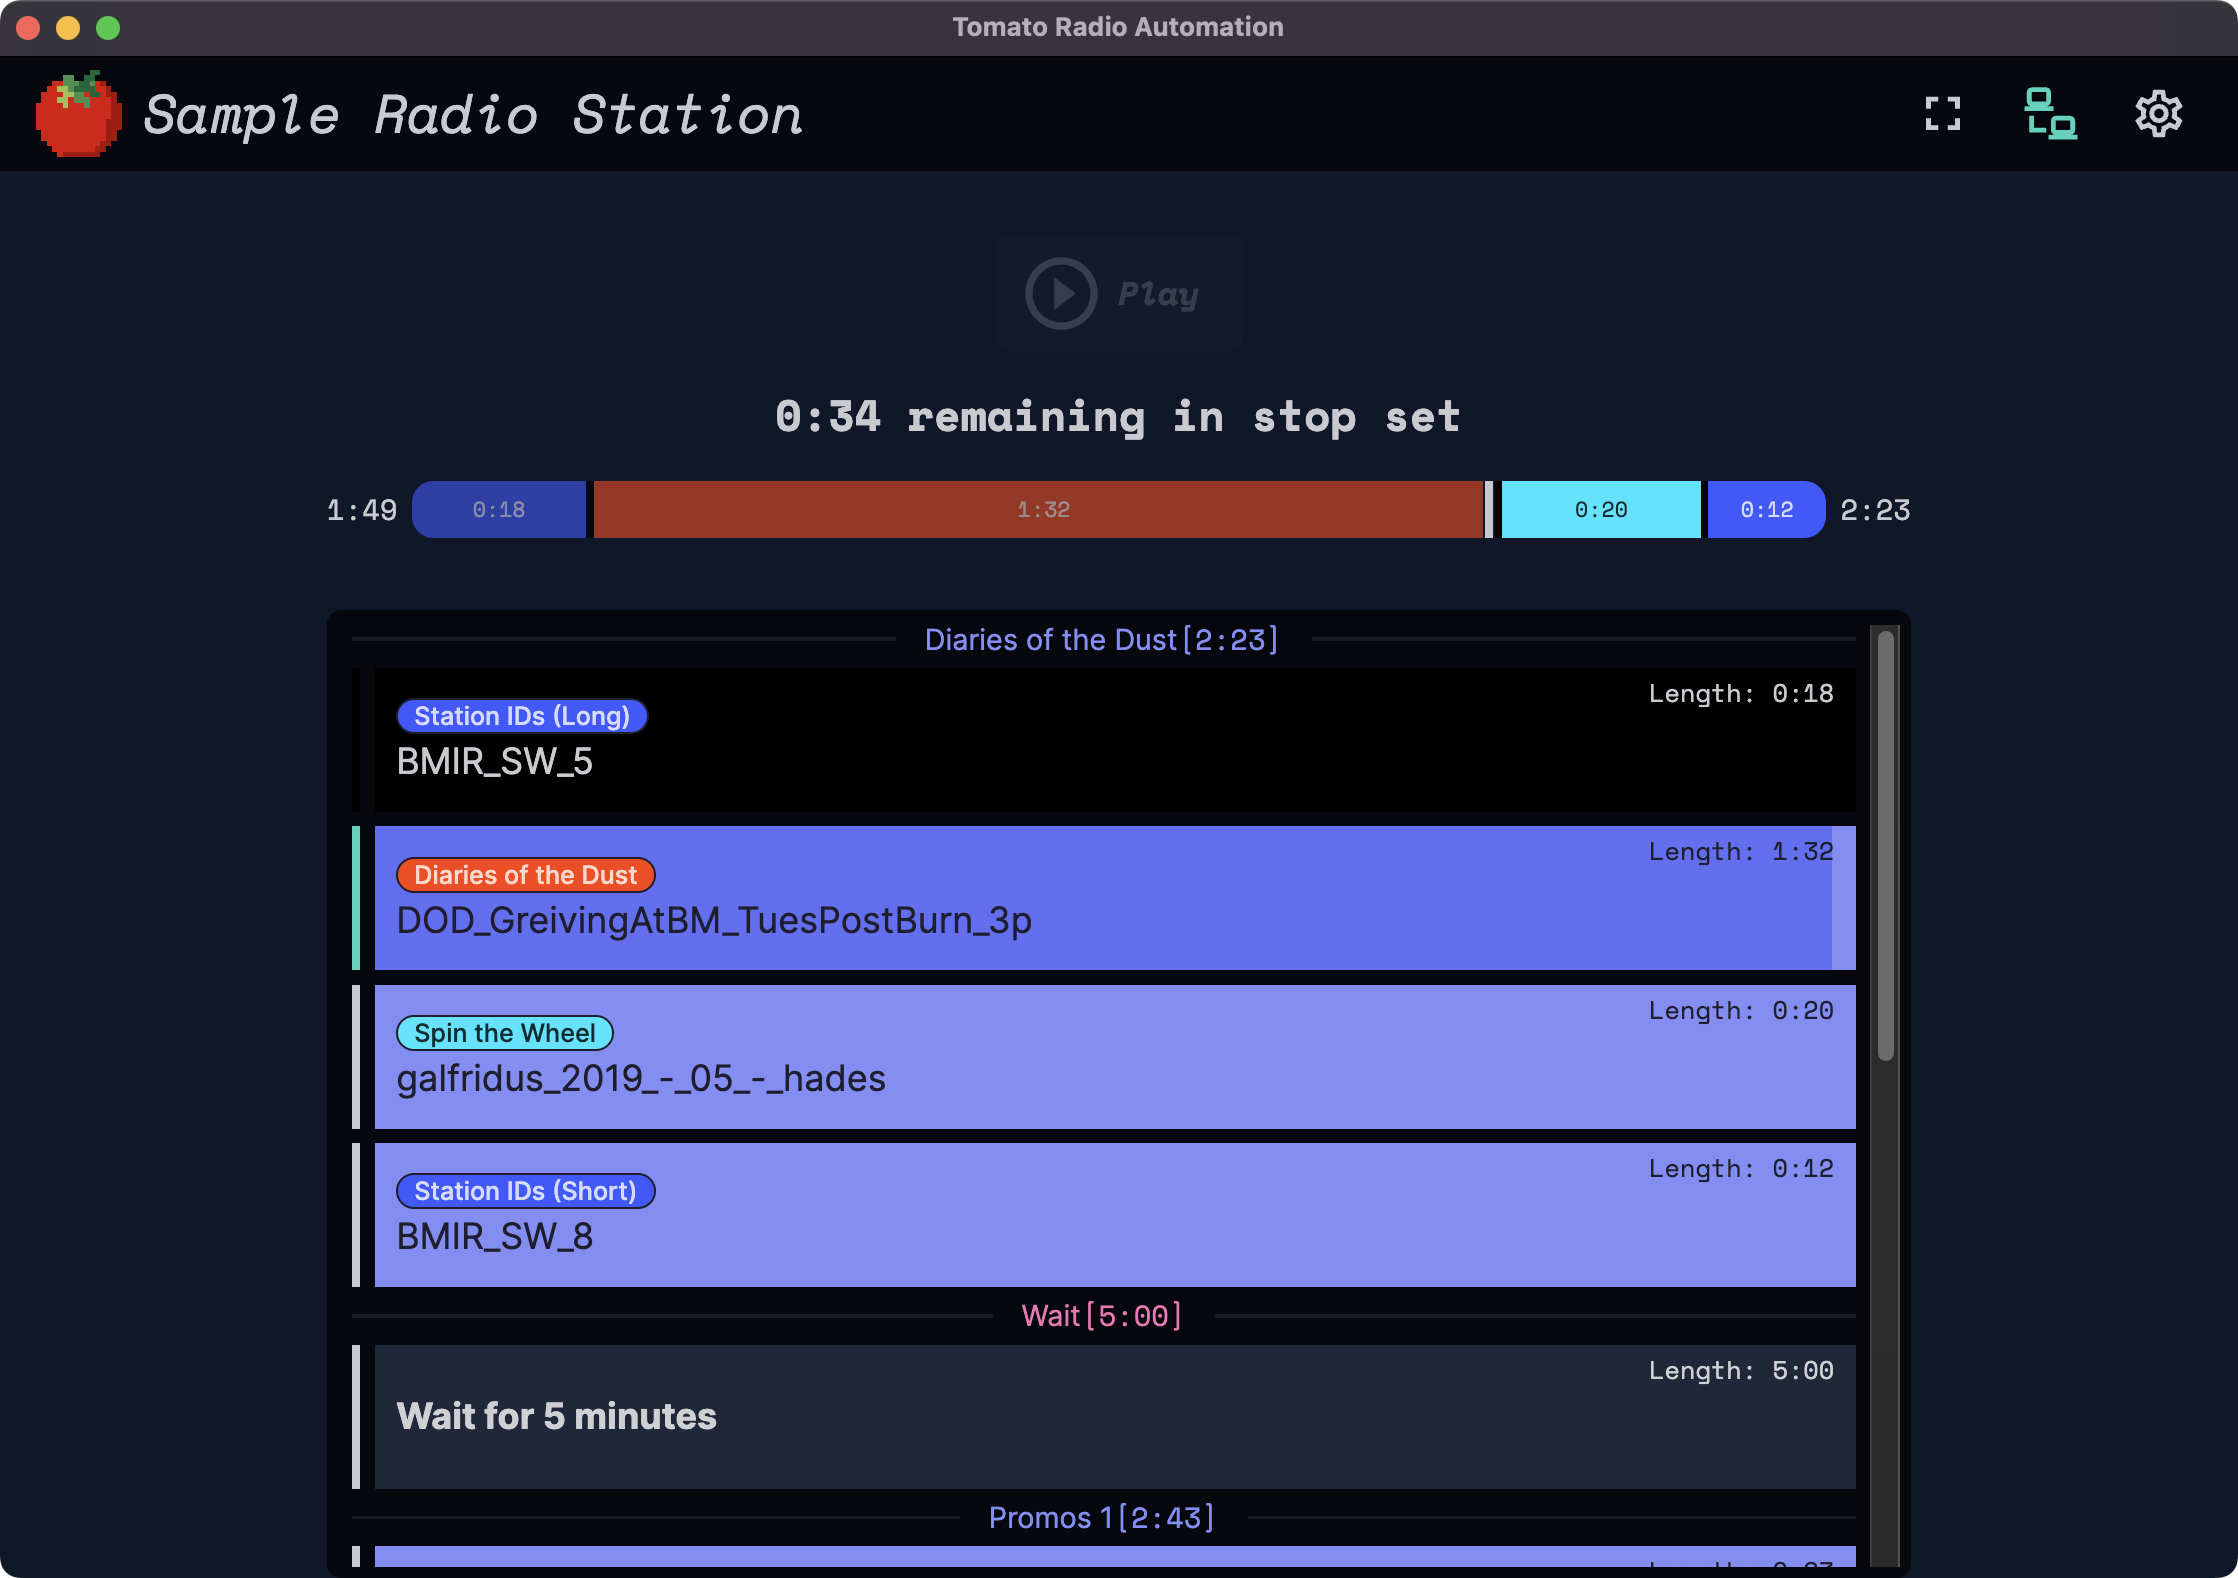 Tomato Radio Automation
Sample Radio Station
Play
0:34 remaining in stop set
1:49 0:18 1:32 0:20 0:12 2:23
Diaries of the Dust[2:23]
Length: 0:18
Station IDs (Long)
BMIR_SW_5
Length: 1:32
Diaries of the Dust
DOD_GreivingAtBM_TuesPostBurn_3p
Length: 0:20
Spin the Wheel
galfridus_2019_-_05_-_hades
Length: 0:12
Station IDs (Short)
BMIR_SW_8
Wait[5:00]
Length: 5:00
Wait for 5 minutes
Promos 1[2:43]